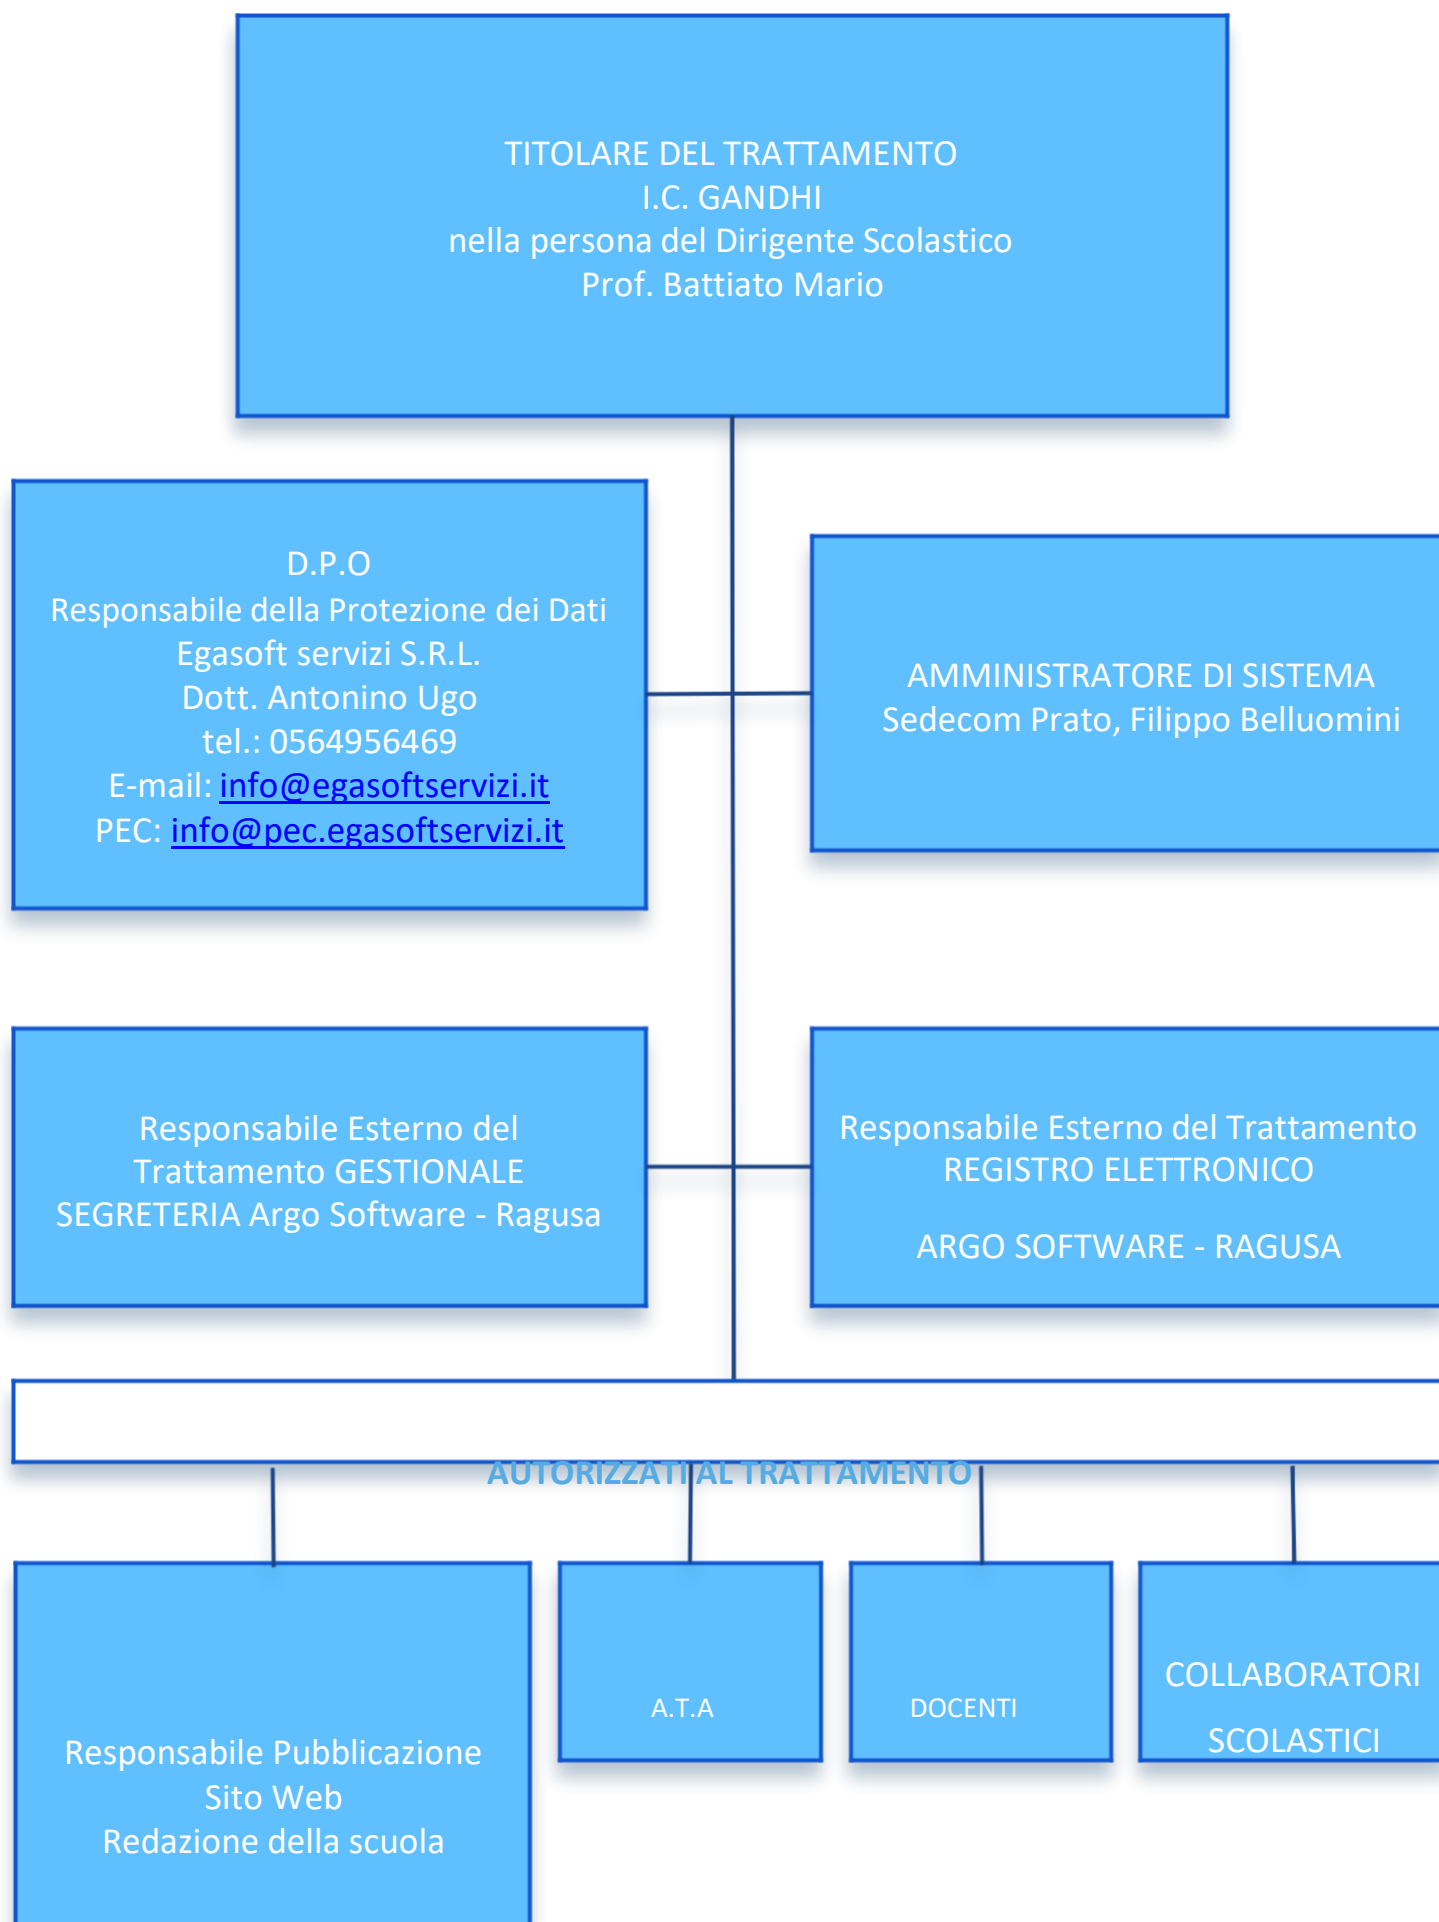 TITOLARE DEL TRATTAMENTO
I.C. GANDHI
nella persona del Dirigente Scolastico
Prof. Battiato Mario
D.P.O
Responsabile della Protezione dei Dati
Egasoft servizi S.R.L.
Dott. Antonino Ugo
tel.: 0564956469
E-mail: info@egasoftservizi.it
PEC: info@pec.egasoftservizi.it
AMMINISTRATORE DI SISTEMA
Sedecom Prato, Filippo Belluomini
Responsabile Esterno del
Trattamento GESTIONALE
SEGRETERIA Argo Software - Ragusa
Responsabile Esterno del Trattamento
REGISTRO ELETTRONICO
ARGO SOFTWARE - RAGUSA
AUTORIZZATI AL TRATTAMENTO
Responsabile Pubblicazione
Sito Web
Redazione della scuola
A.T.A
DOCENTI
COLLABORATORI
SCOLASTICI